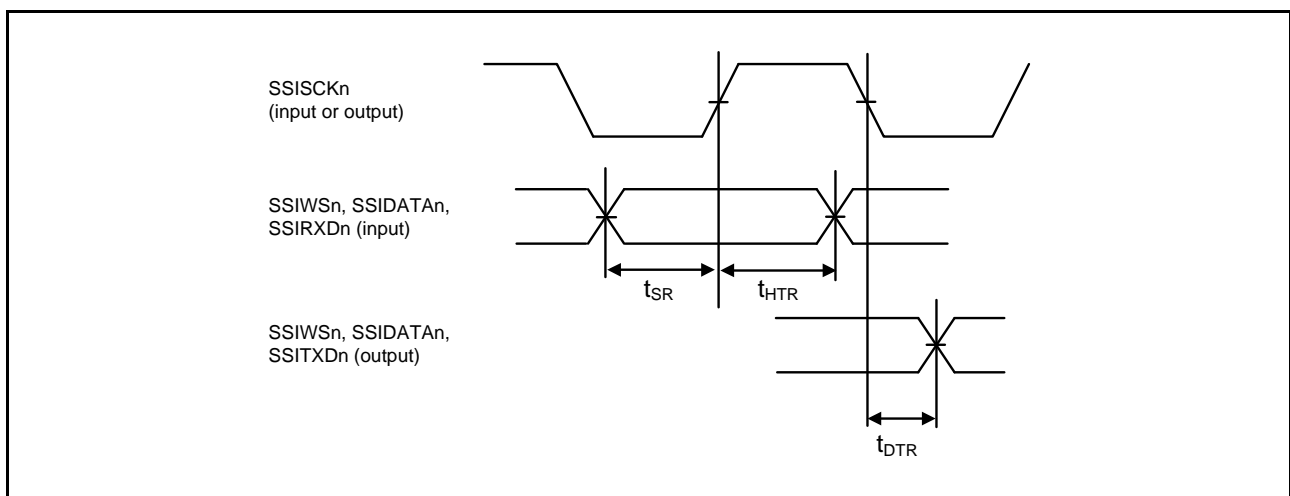 SSISCKn
(input or output)
SSIWSn, SSIDATAn,
SSIRXDn (input)
tSR
tHTR
SSIWSn, SSIDATAn,
SSITXDn (output)
tDTR